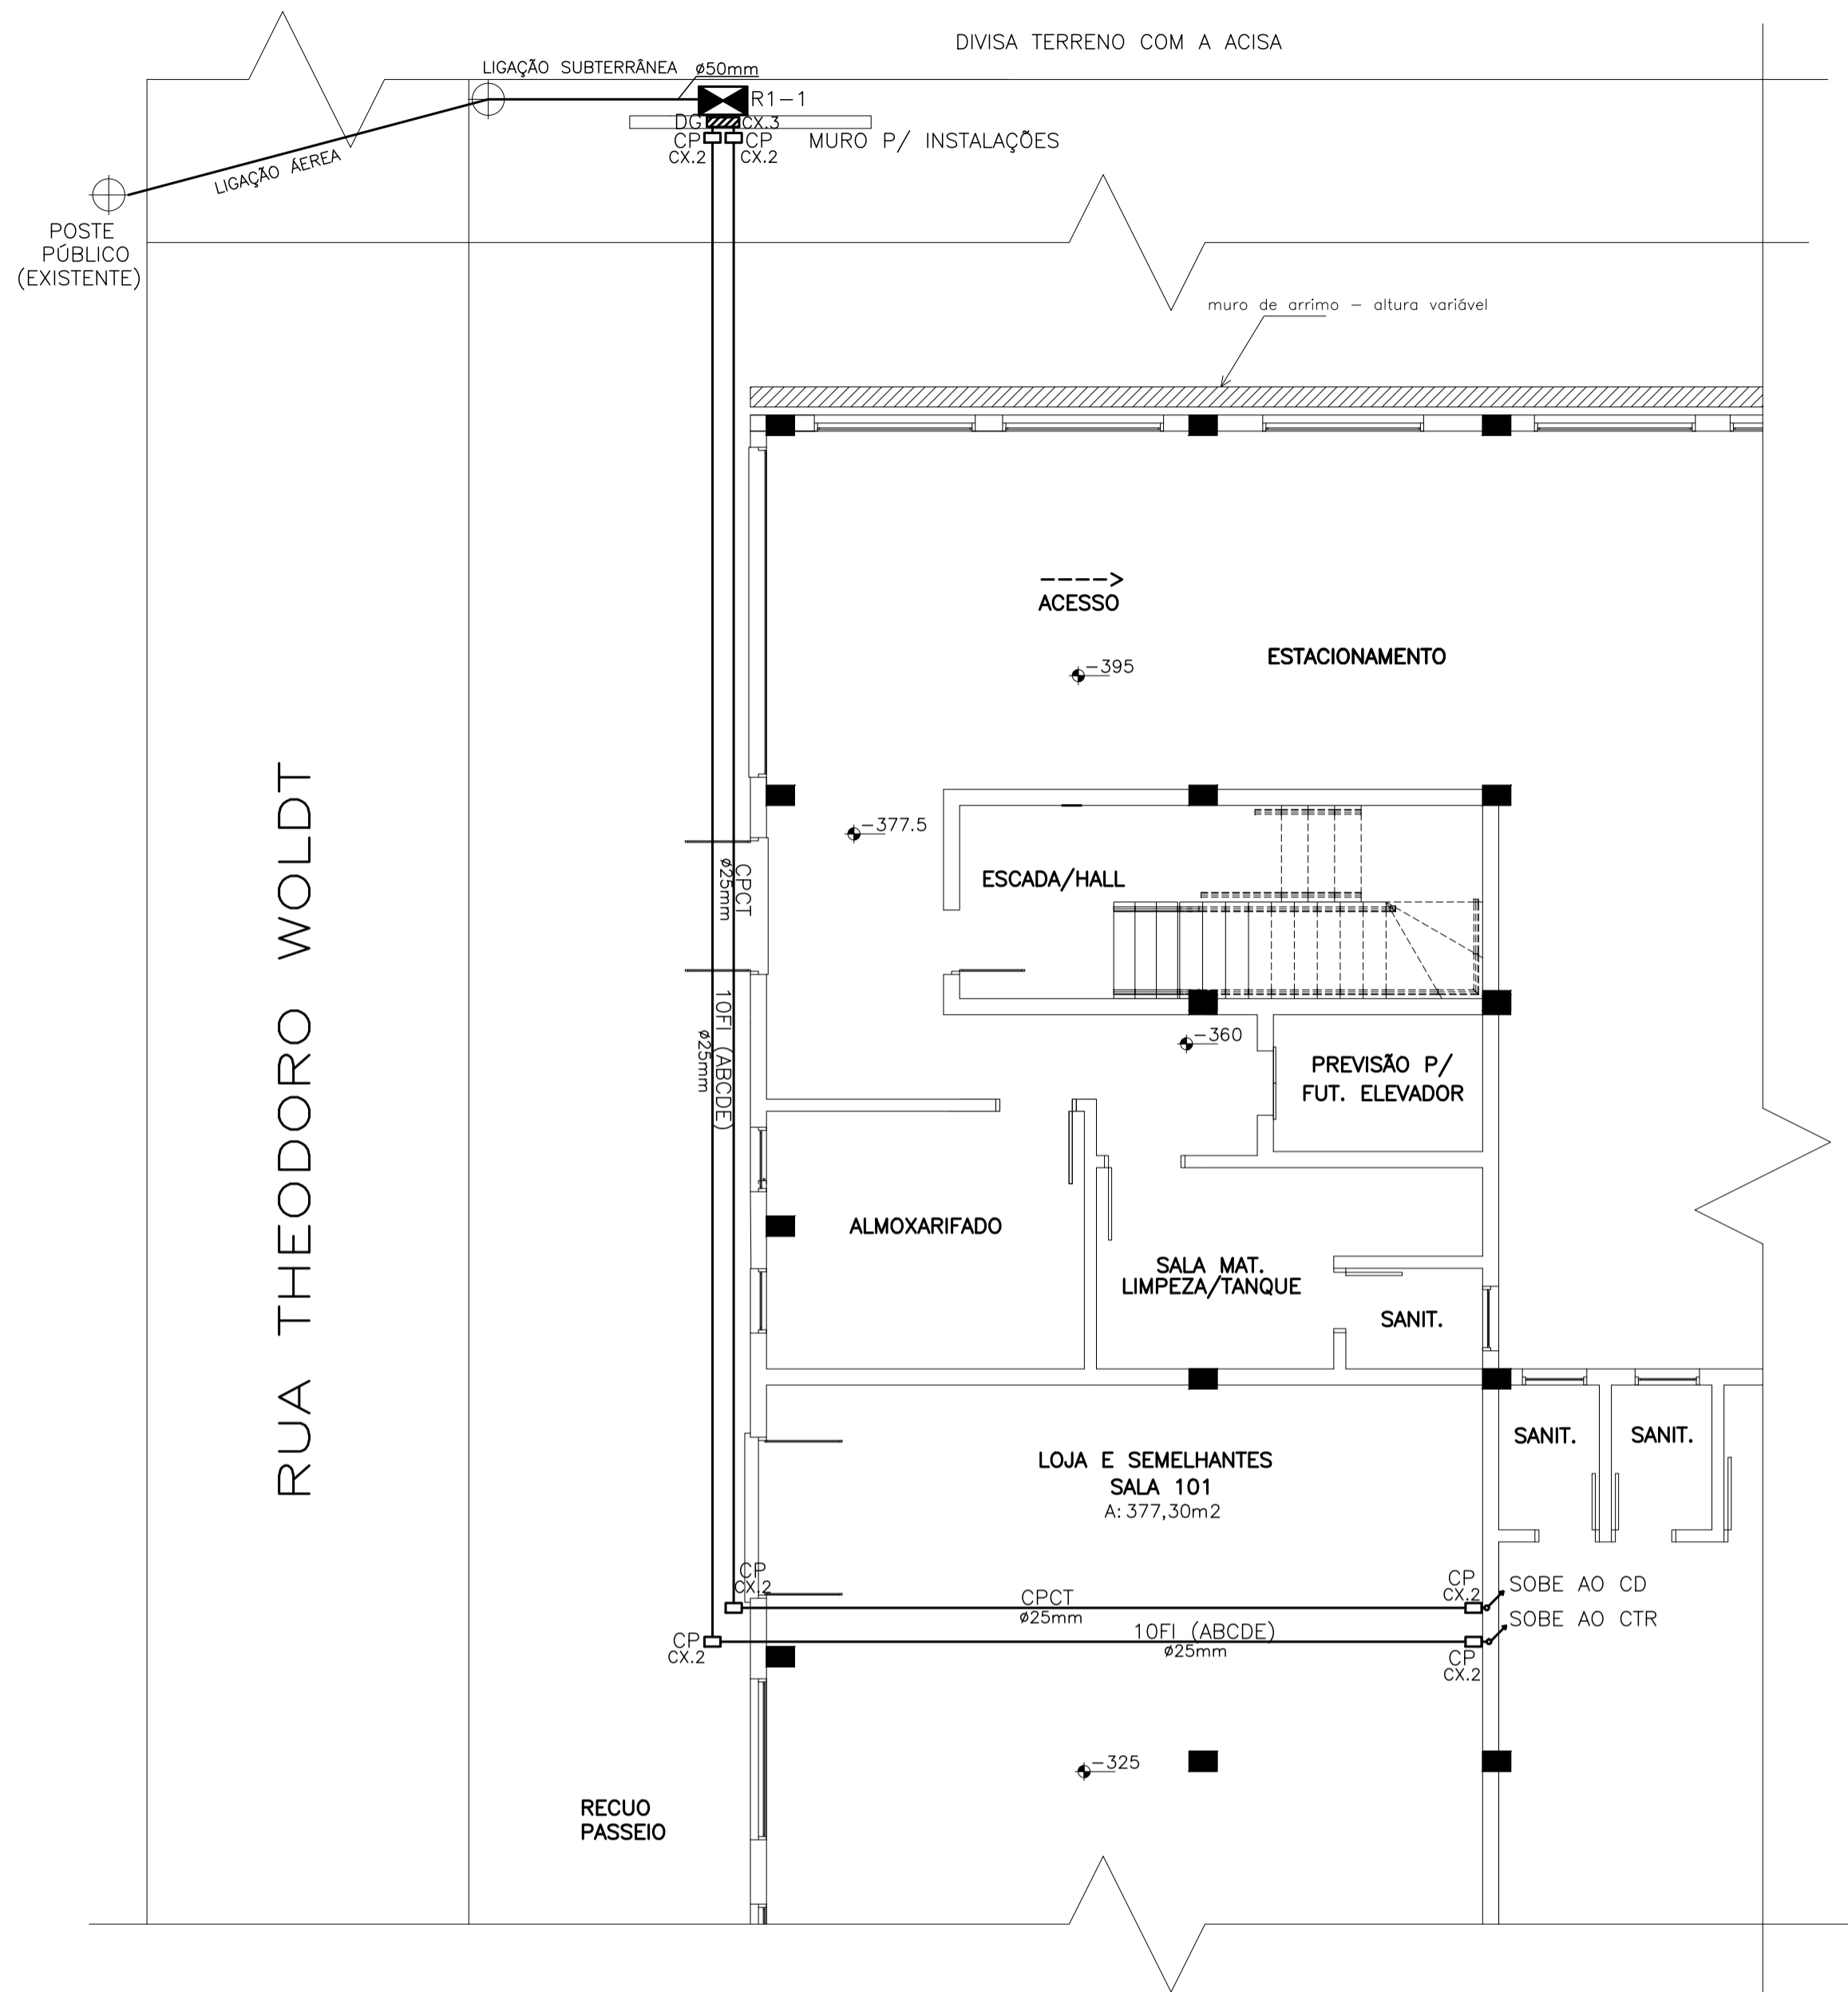 DIVISA TERRENO COM A ACISA
LIGAÇÃO SUBTERRÂNEA
ø50mm
R1-1
DG
CX.3
CP
CX.2
CP
CX.2
MURO P/ INSTALAÇÕES
LIGAÇÃO ÁEREA
POSTE
PÚBLICO
(EXISTENTE)
muro de arrimo - altura variável
---->
ACESSO
ESTACIONAMENTO
-395
-377.5
CPCT
ø25mm
ESCADA/HALL
10FI (ABCDE)
ø25mm
-360
PREVISÃO P/
FUT. ELEVADOR
RUA THEODORO WOLDT
ALMOXARIFADO
SALA MAT.
LIMPEZA/TANQUE
SANIT.
SANIT.
SANIT.
LOJA E SEMELHANTES
SALA 101
A: 377,30m2
CP
CX.2
CPCT
ø25mm
CP
CX.2
SOBE AO CD
SOBE AO CTR
CP
CX.2
10FI (ABCDE)
ø25mm
CP
CX.2
-325
RECUO
PASSEIO